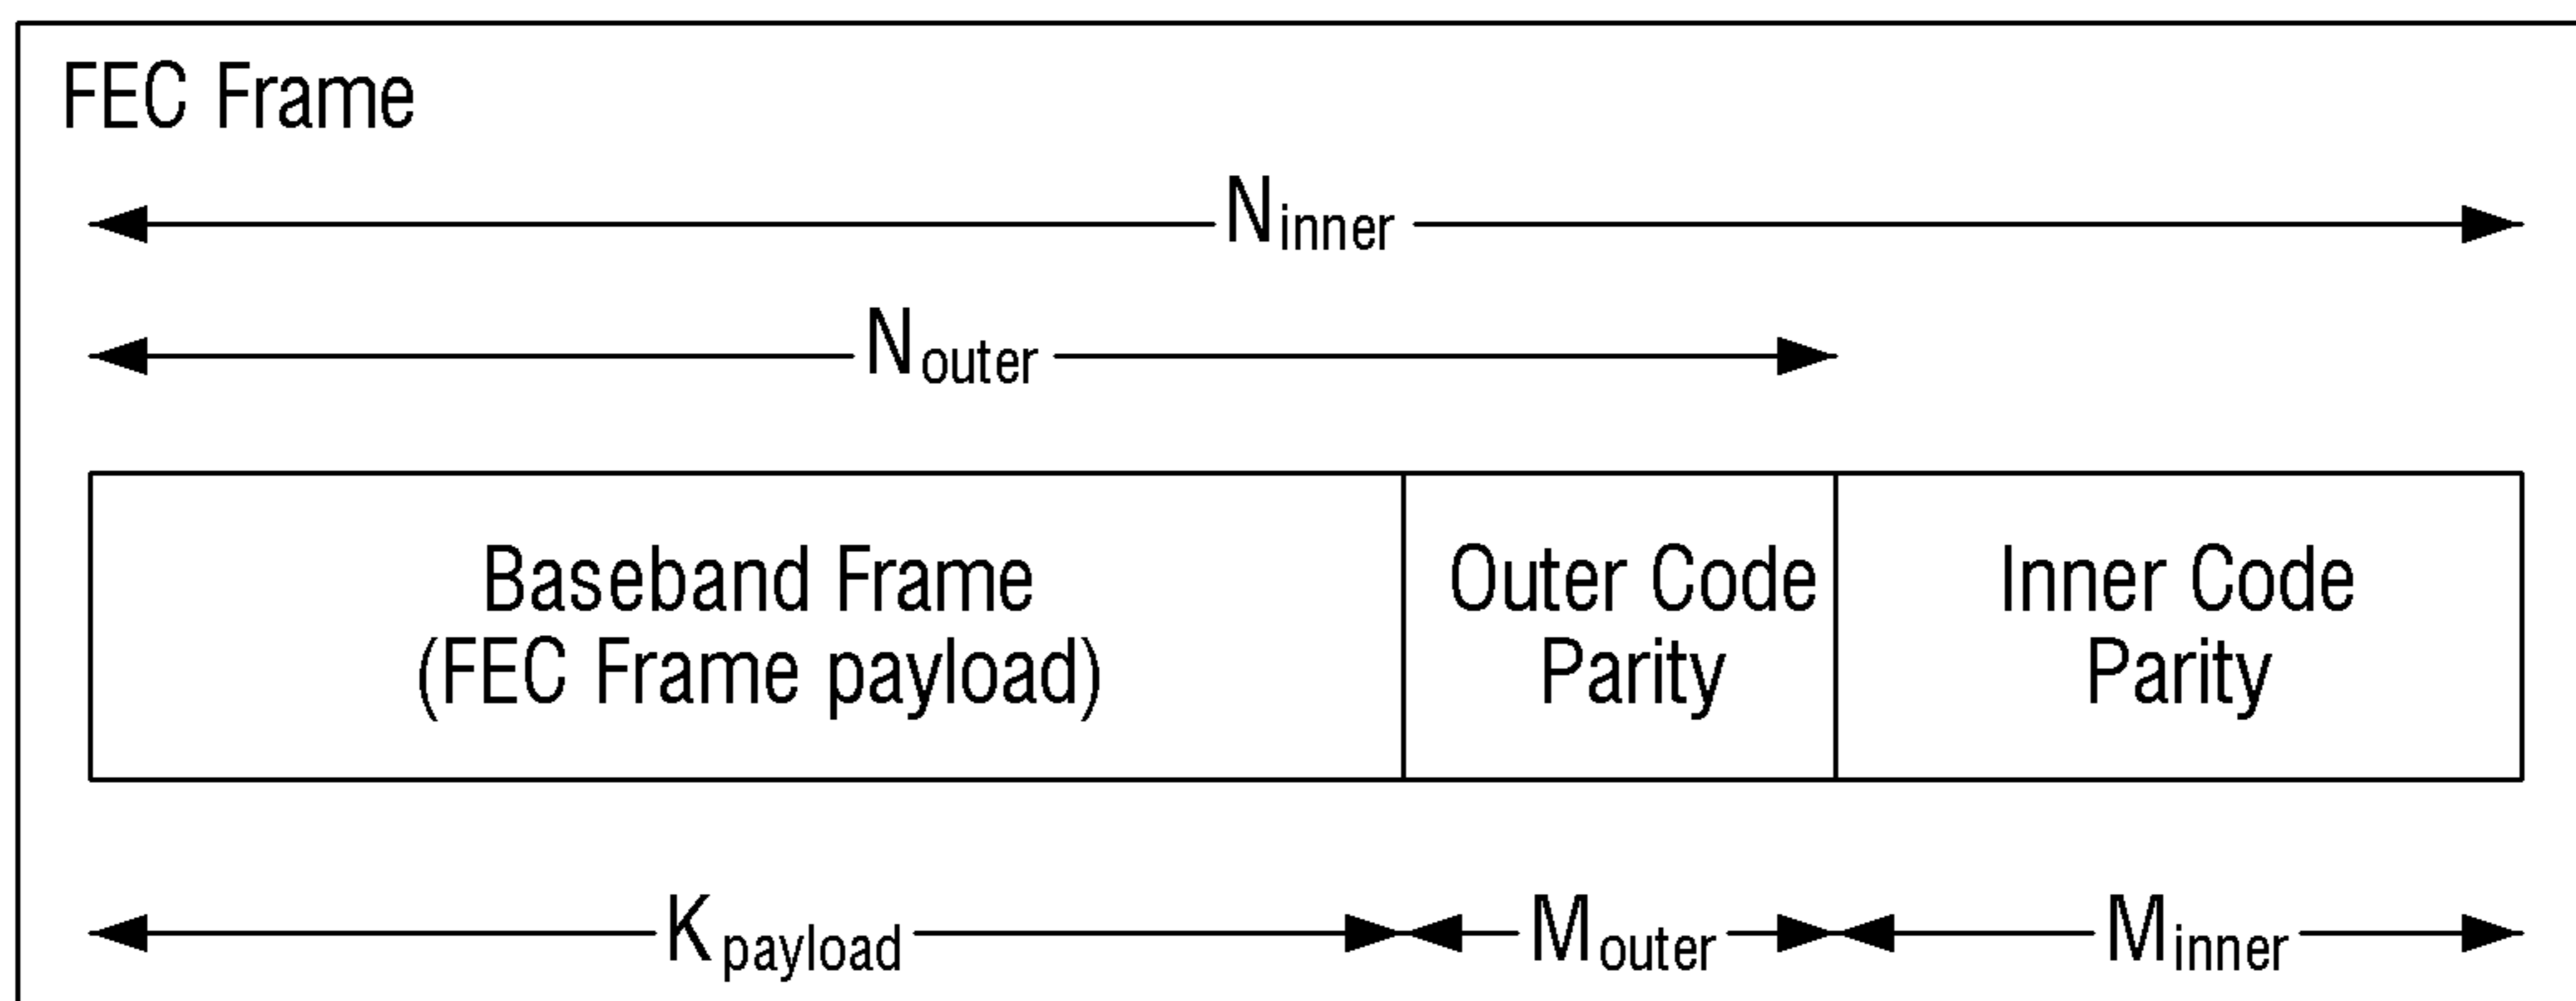 FEC Frame
Ninner
Nouter
Baseband Frame
(FEC Frame payload)
Outer Code
Parity
Inner Code
Parity
Kpayload
Mouter
Minner